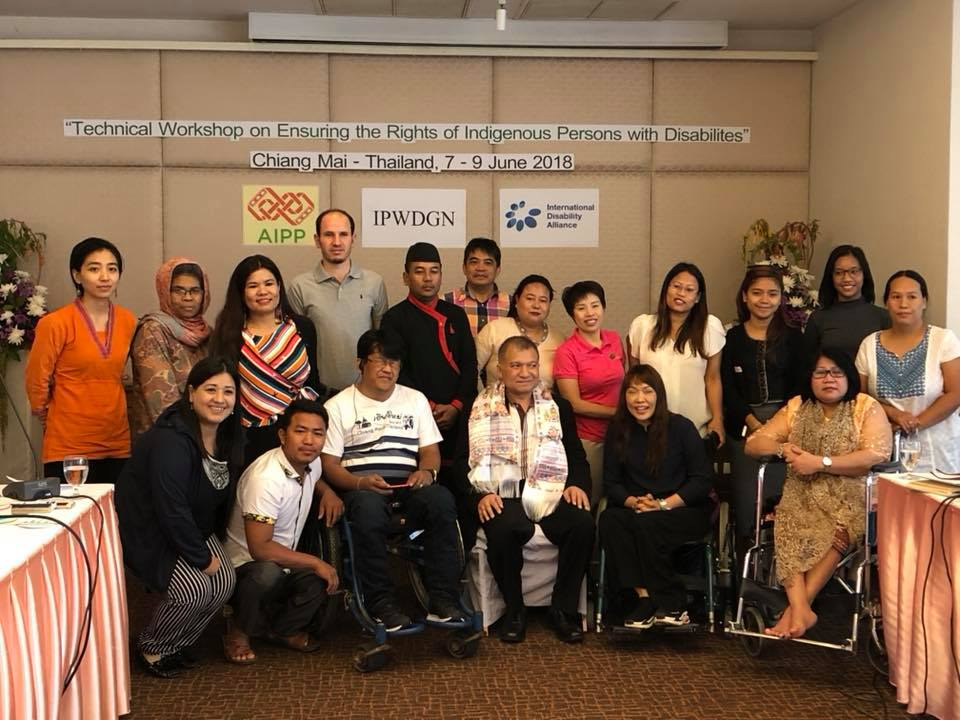 "Technical Workshop on Ensuring the Rights of Indigenous Persons with Disabilites"
Chiang Mai - Thailand, 7 - 9 June 2018
AIPP
IPWDGN
International
Disability
Alliance